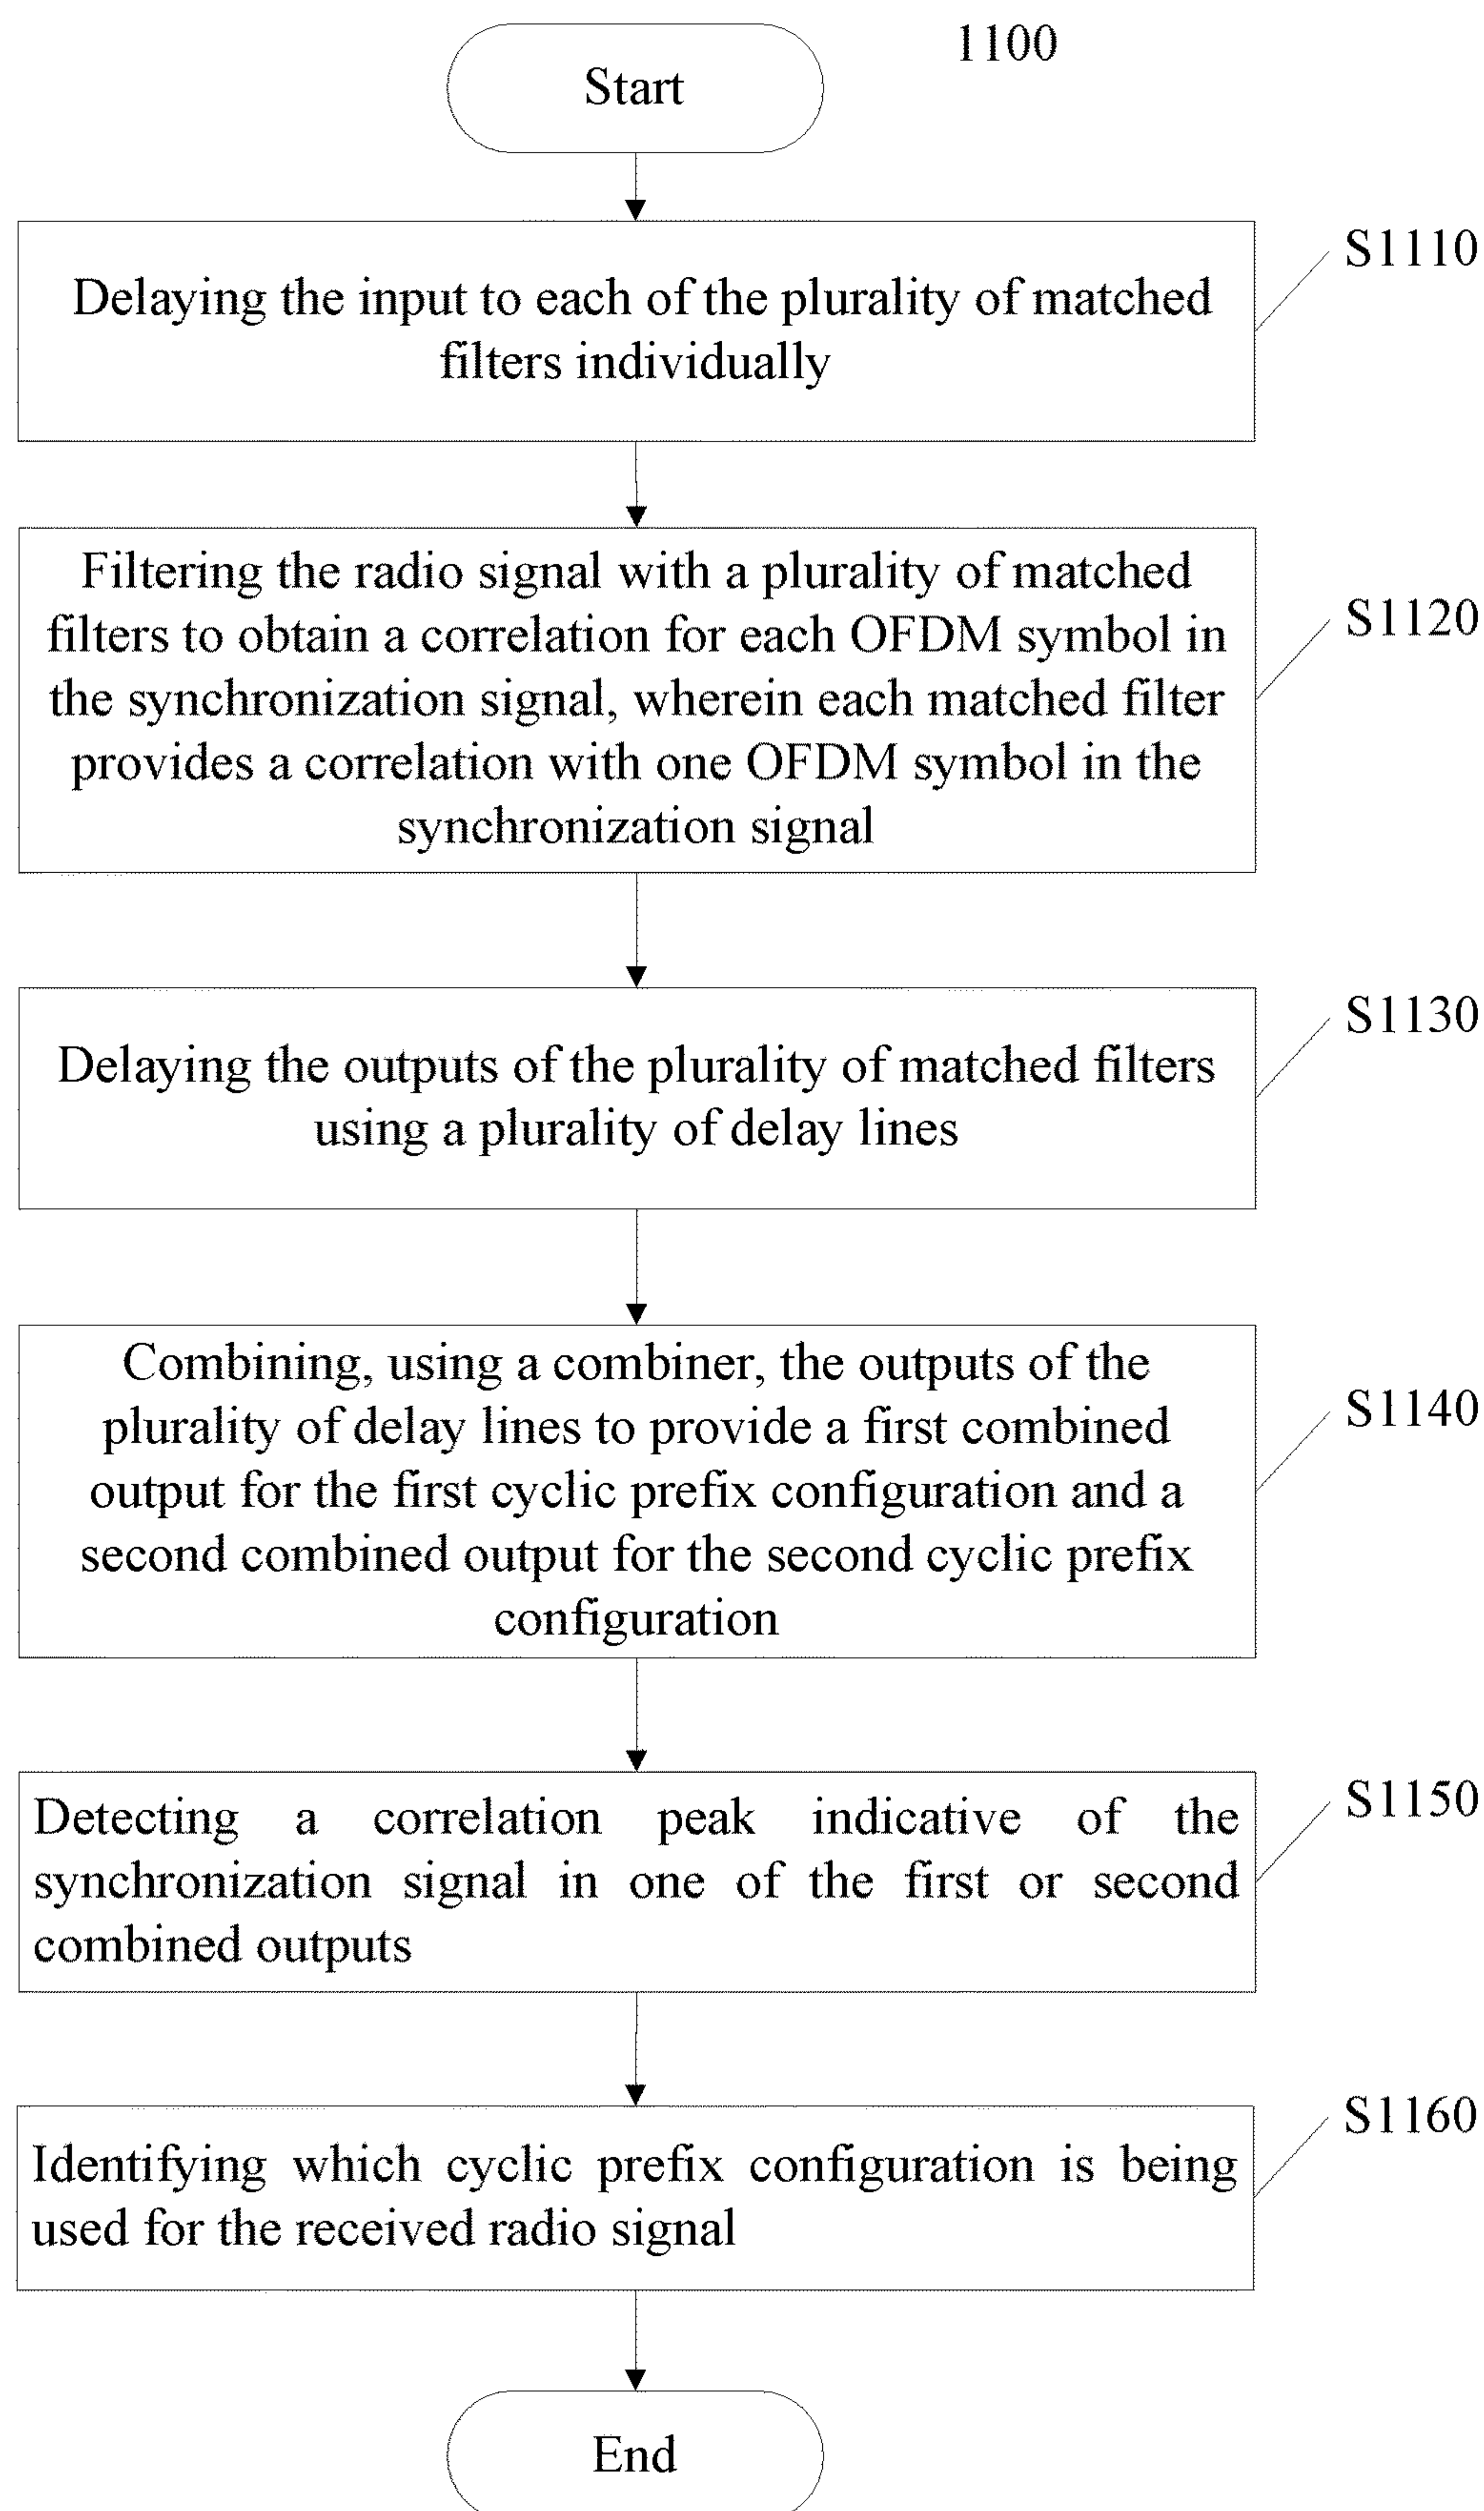 1100
Start
S1110
Delaying the input to each of the plurality of matched
filters individually
S1120
Filtering the radio signal with a plurality of matched
filters to obtain a correlation for each OFDM symbol in
the synchronization signal, wherein each matched filter
provides a correlation with one OFDM symbol in the
synchronization signal
S1130
Delaying the outputs of the plurality of matched filters
using a plurality of delay lines
S1140
Combining, using a combiner, the outputs of the
plurality of delay lines to provide a first combined
output for the first cyclic prefix configuration and a
second combined output for the second cyclic prefix
configuration
S1150
Detecting a correlation peak indicative of the
synchronization signal in one of the first or second
combined outputs
S1160
Identifying which cyclic prefix configuration is being
used for the received radio signal
End